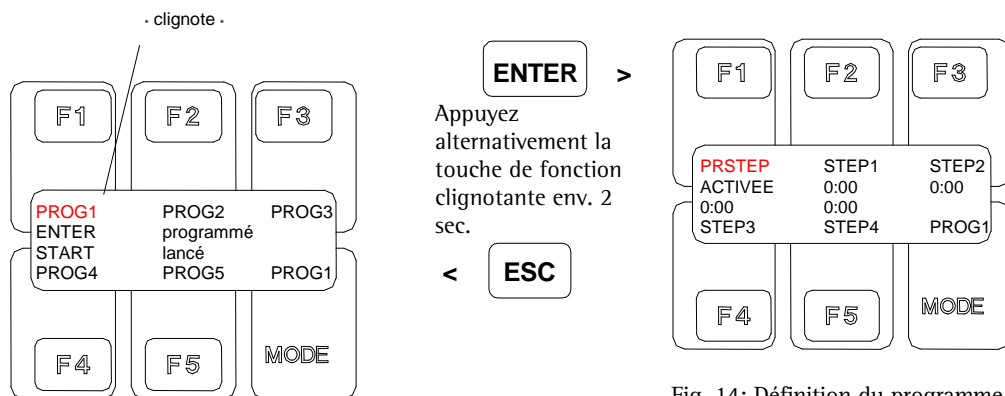 * clignote *
F1 F2 F3
PROG1 PROG2 PROG3
ENTER programmé
START lancé
PROG4 PROG5 PROG1
F4 F5 MODE
ENTER >
Appuyez
alternativement la
touche de fonction
clignotante env. 2
sec.
< ESC
F1 F2 F3
PRSTEP STEP1 STEP2
ACTIVEE 0:00 0:00
0:00 0:00
STEP3 STEP4 PROG1
F4 F5 MODE
Fig. 14: Définition du programme